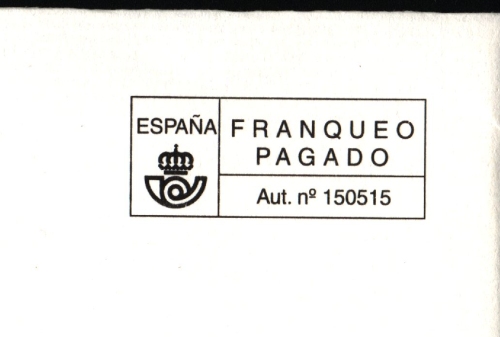 ESPAÑA
FRANQUEO
PAGADO
Aut. nº 150515